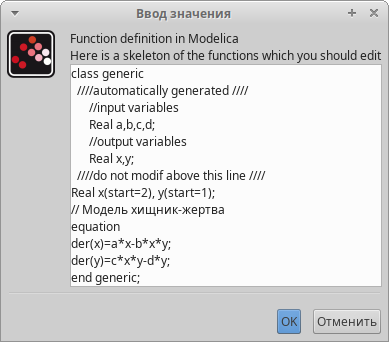 Ввод значения
Function definition in Modelica
Here is a skeleton of the functions which you should edit
class generic
////automatically generated ////
//input variables
Real a,b,c,d;
//output variables
Real x,y;
////do not modif above this line ////
Real x(start=2), y(start=1);
// Модель хищник-жертва
equation
der(x)=a*x-b*x*y;
der(y)=c*x*y-d*y;
end generic;
OK
Отменить